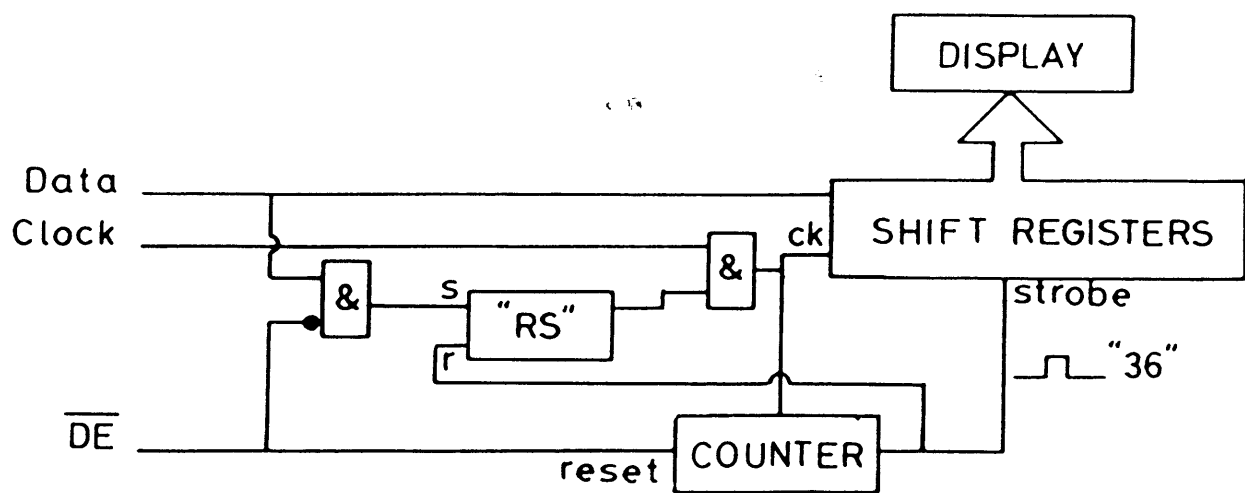 DISPLAY
Data
Clock
ck
SHIFT REGISTERS
&
&
s
"RS"
r
strobe
"36"
DE
reset
COUNTER